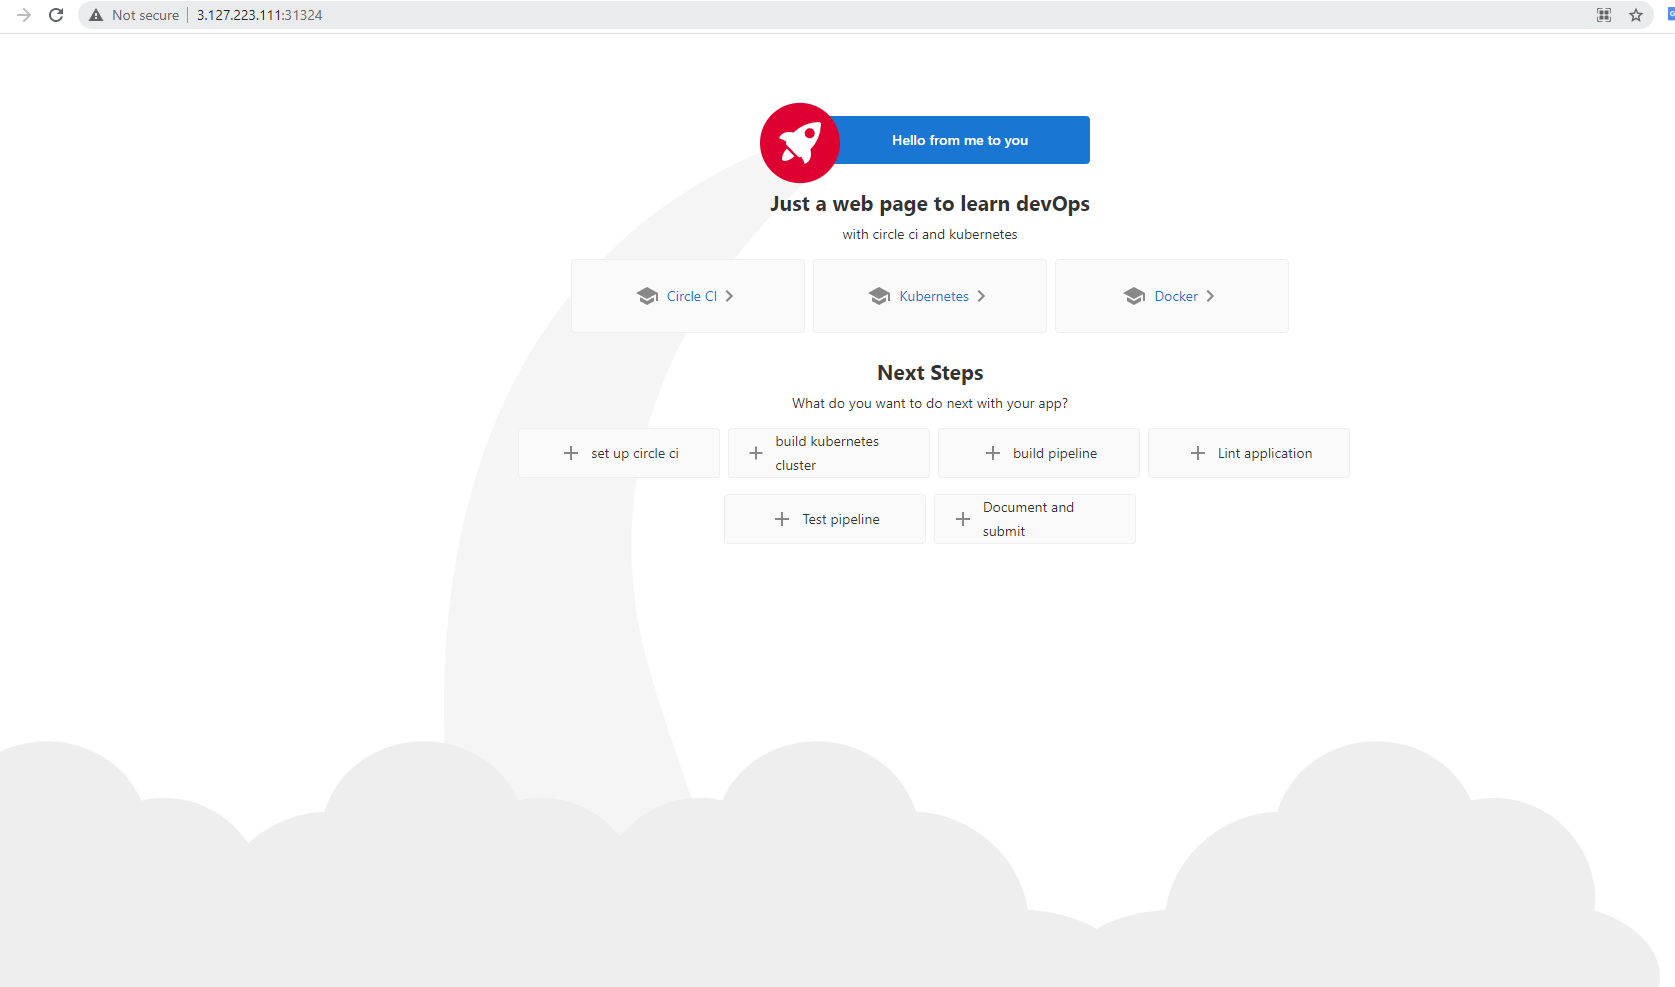 Not secure | 3.127.223.111:31324
Hello from me to you
Just a web page to learn devOps
with circle ci and kubernetes
Circle CI
Kubernetes
Docker
Next Steps
What do you want to do next with your app?
set up circle ci
build kubernetes
cluster
build pipeline
Lint application
Test pipeline
Document and
submit